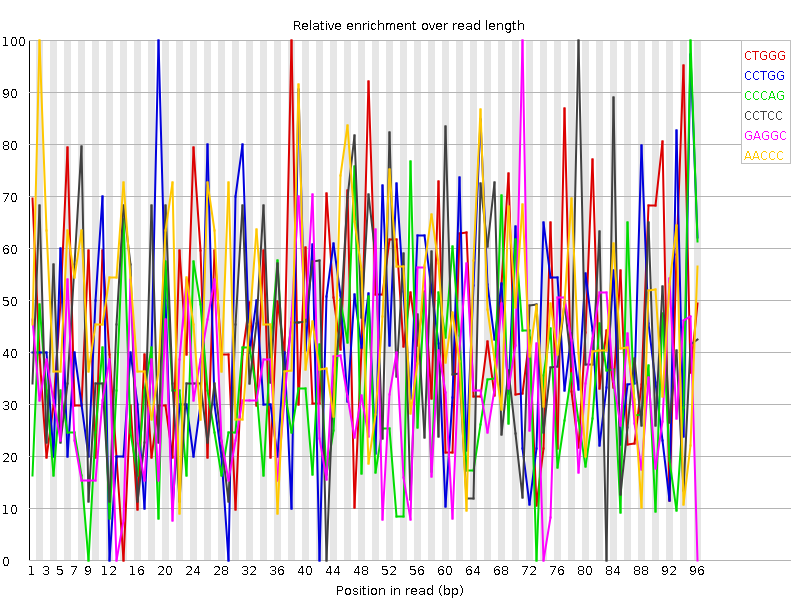 Relative enrichment over read length
100
90
80
70
60
50
40
30
20
10
0
CTGGG
CCTGG
CCCAG
CCTCC
GAGGC
AACCC
1 3 5 7 9 12 16 20 24 28 32 36 40 44 48 52 56 60 64 68 72 76 80 84 88 92 96
Position in read (bp)